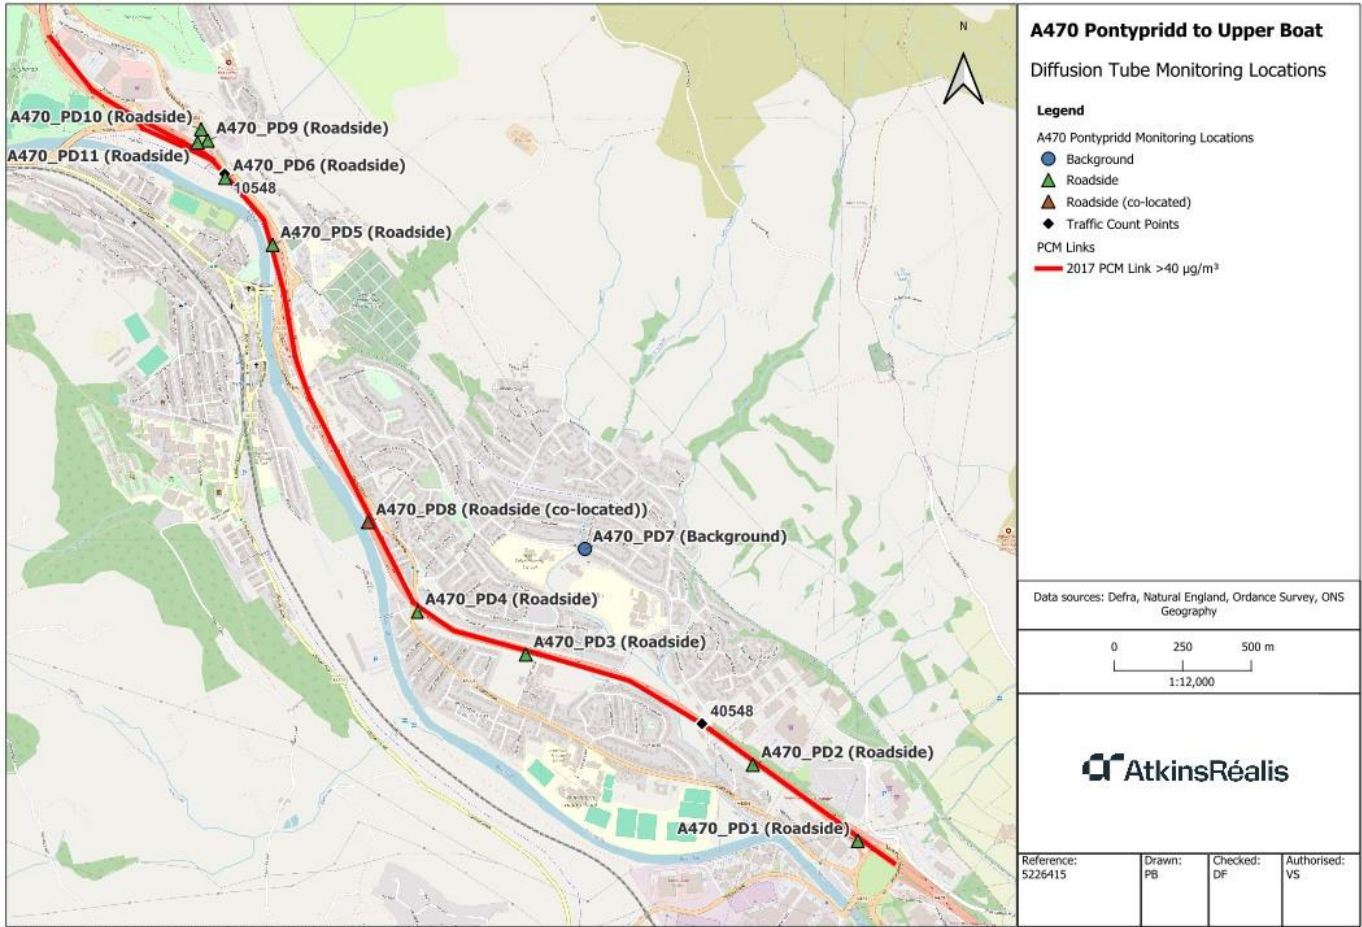 A470 Pontypridd to Upper Boat
Diffusion Tube Monitoring Locations
Legend
A470 Pontypridd Monitoring Locations
Background
Roadside
Roadside (co-located)
Traffic Count Points
PCM Links
2017 PCM Link >40 µg/m³
N
A470_PD10 (Roadside)
A470_PD9 (Roadside)
A470_PD11 (Roadside)
A470_PD6 (Roadside)
10548
A470_PD5 (Roadside)
A470_PD8 (Roadside (co-located))
A470_PD7 (Background)
A470_PD4 (Roadside)
A470_PD3 (Roadside)
40548
A470_PD2 (Roadside)
A470_PD1 (Roadside)
Data sources: Defra, Natural England, Ordance Survey, ONS
Geography
0 250 500 m
1:12,000
AtkinsRéalis
Reference:
5226415
Drawn:
PB
Checked:
DF
Authorised:
VS